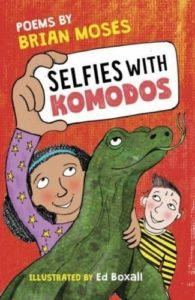 POEMS BY
BRIAN MOSES
SELFIES WITH
KOMODOS
ILLUSTRATED BY Ed Boxall